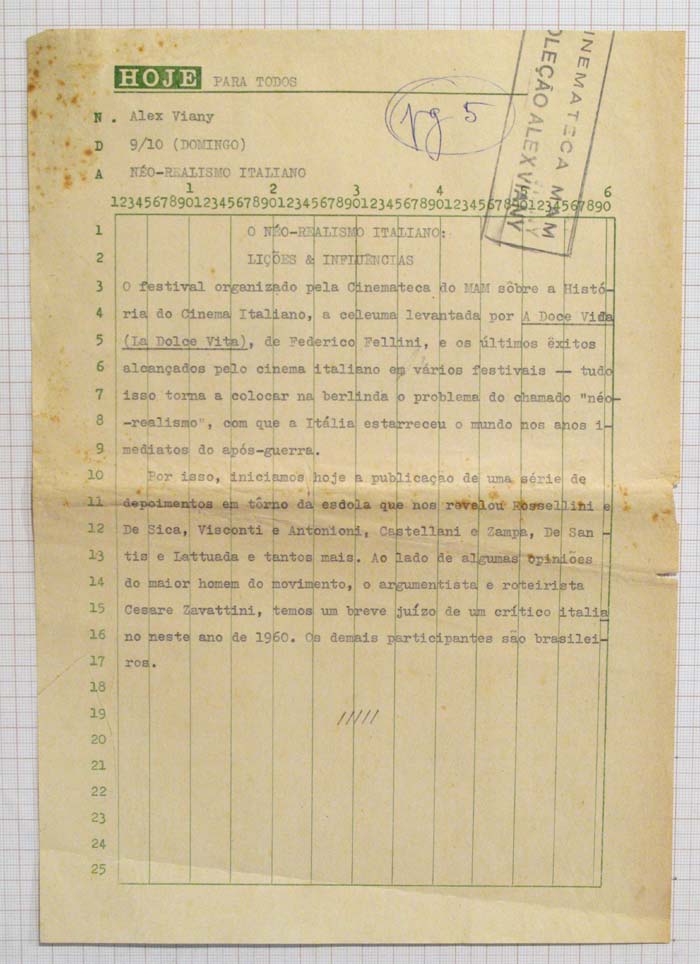 HOJE PARA TODOS
pg 5
CINEMATECA MAM
COLEÇÃO ALEX VIANY
N. Alex Viany
D 9/10 (DOMINGO)
A NÉO-REALISMO ITALIANO
1 2 3 4 5 6
123456789012345678901234567890123456789012345678901234567890
1 O NÉO-REALISMO ITALIANO:
2 LIÇÕES & INFLUÊNCIAS
3 O festival organizado pela Cinemateca do MAM sôbre a Histó-
4 ria do Cinema Italiano, a celeuma levantada por A Doce Vida
5 (La Dolce Vita), de Federico Fellini, e os últimos êxitos
6 alcançados pelo cinema italiano em vários festivais — tudo
7 isso torna a colocar na berlinda o problema do chamado "néo-
8 -realismo", com que a Itália estarreceu o mundo nos anos i-
9 mediatos do após-guerra.
10 Por isso, iniciamos hoje a publicação de uma série de
11 depoimentos em tôrno da esdola que nos revelou Rossellini e
12 De Sica, Visconti e Antonioni, Castellani e Zampa, De San -
13 tis e Lattuada e tantos mais. Ao lado de algumas opiniões
14 do maior homem do movimento, o argumentista e roteirista
15 Cesare Zavattini, temos um breve juízo de um crítico italia
16 no neste ano de 1960. Os demais participantes são brasilei-
17 ros.
18
19 /////
20
21
22
23
24
25